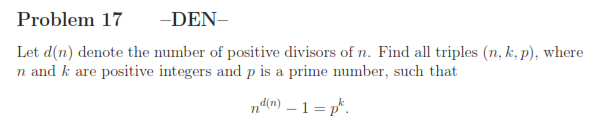 Problem 17 –DEN–
Let d(n) denote the number of positive divisors of n. Find all triples (n, k, p), where
n and k are positive integers and p is a prime number, such that
n^{d(n)} − 1 = p^k.